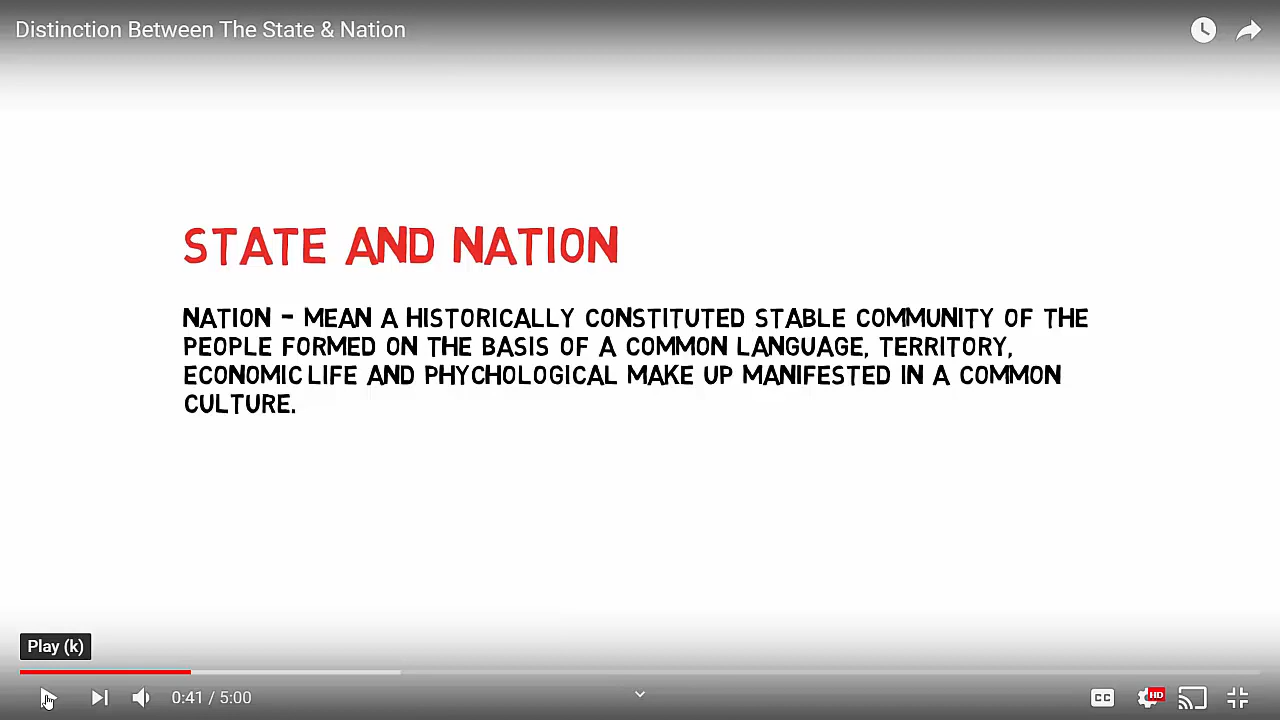 Distinction Between The State & Nation
STATE AND NATION
NATION - MEAN A HISTORICALLY CONSTITUTED STABLE COMMUNITY OF THE
PEOPLE FORMED ON THE BASIS OF A COMMON LANGUAGE, TERRITORY,
ECONOMIC LIFE AND PHYCHOLOGICAL MAKE UP MANIFESTED IN A COMMON
CULTURE.
Play (k)
0:41 / 5:00
CC
HD